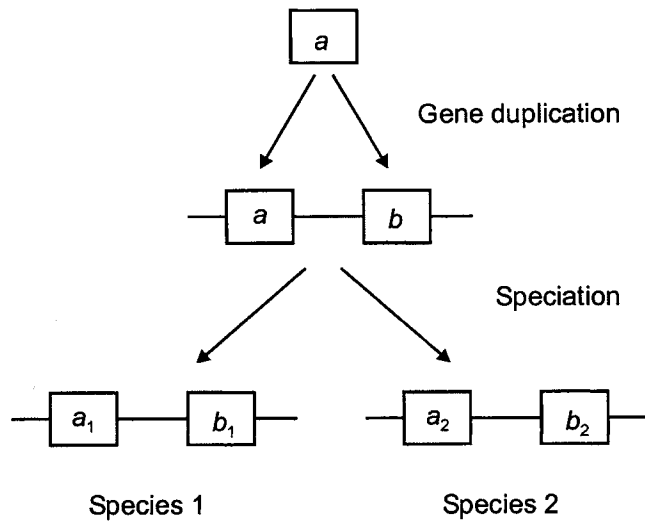 a
Gene duplication
a b
Speciation
a₁ b₁ a₂ b₂
Species 1 Species 2